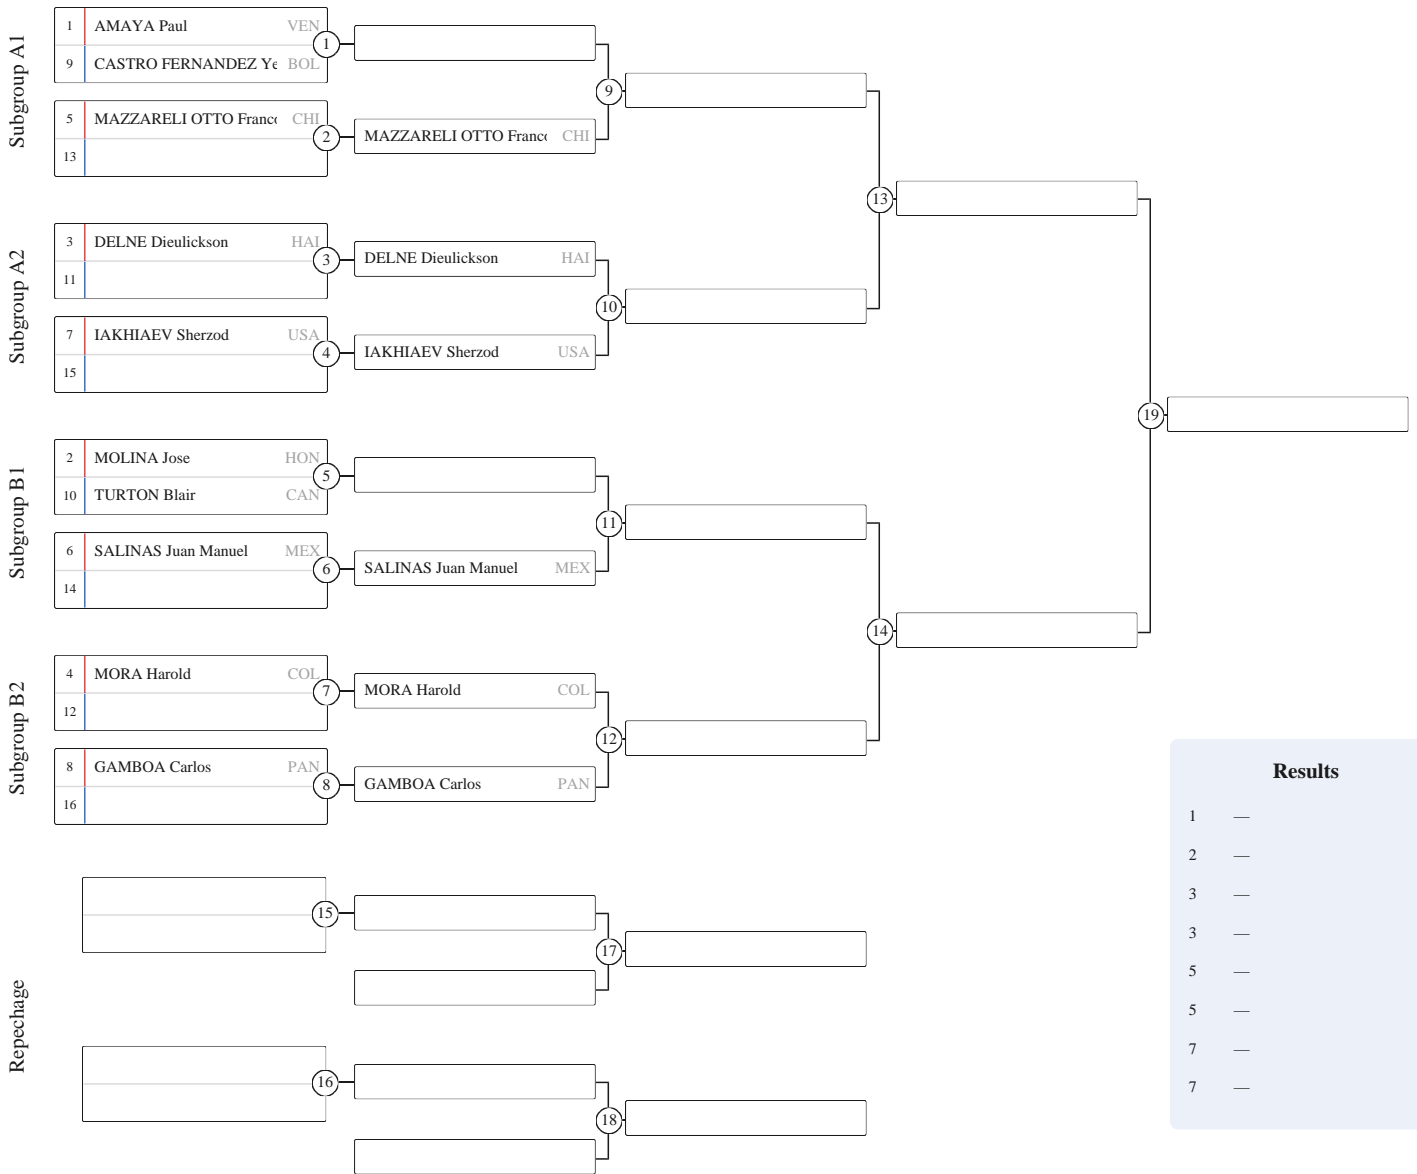 Subgroup A1
1 AMAYA Paul VEN
9 CASTRO FERNANDEZ Ye BOL
1
5 MAZZARELI OTTO Franc CHI
13
2
MAZZARELI OTTO Franc CHI
9
Subgroup A2
3 DELNE Dieulickson HAI
11
3
DELNE Dieulickson HAI
7 IAKHIAEV Sherzod USA
15
4
IAKHIAEV Sherzod USA
10
13
Subgroup B1
2 MOLINA Jose HON
10 TURTON Blair CAN
5
6 SALINAS Juan Manuel MEX
14
6
SALINAS Juan Manuel MEX
11
Subgroup B2
4 MORA Harold COL
12
7
MORA Harold COL
8 GAMBOA Carlos PAN
16
8
GAMBOA Carlos PAN
12
14
19
Repechage
15
17
16
18
Results
1 —
2 —
3 —
3 —
5 —
5 —
7 —
7 —